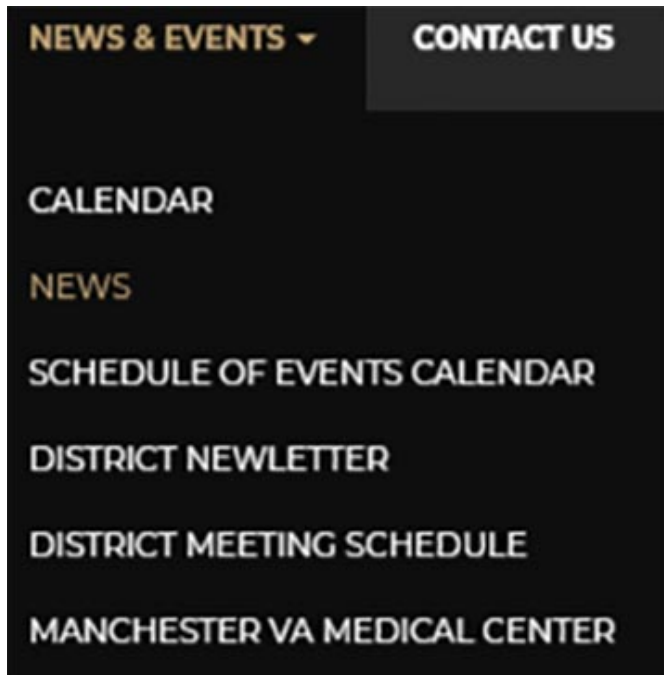 NEWS & EVENTS
CONTACT US
CALENDAR
NEWS
SCHEDULE OF EVENTS CALENDAR
DISTRICT NEWLETTER
DISTRICT MEETING SCHEDULE
MANCHESTER VA MEDICAL CENTER